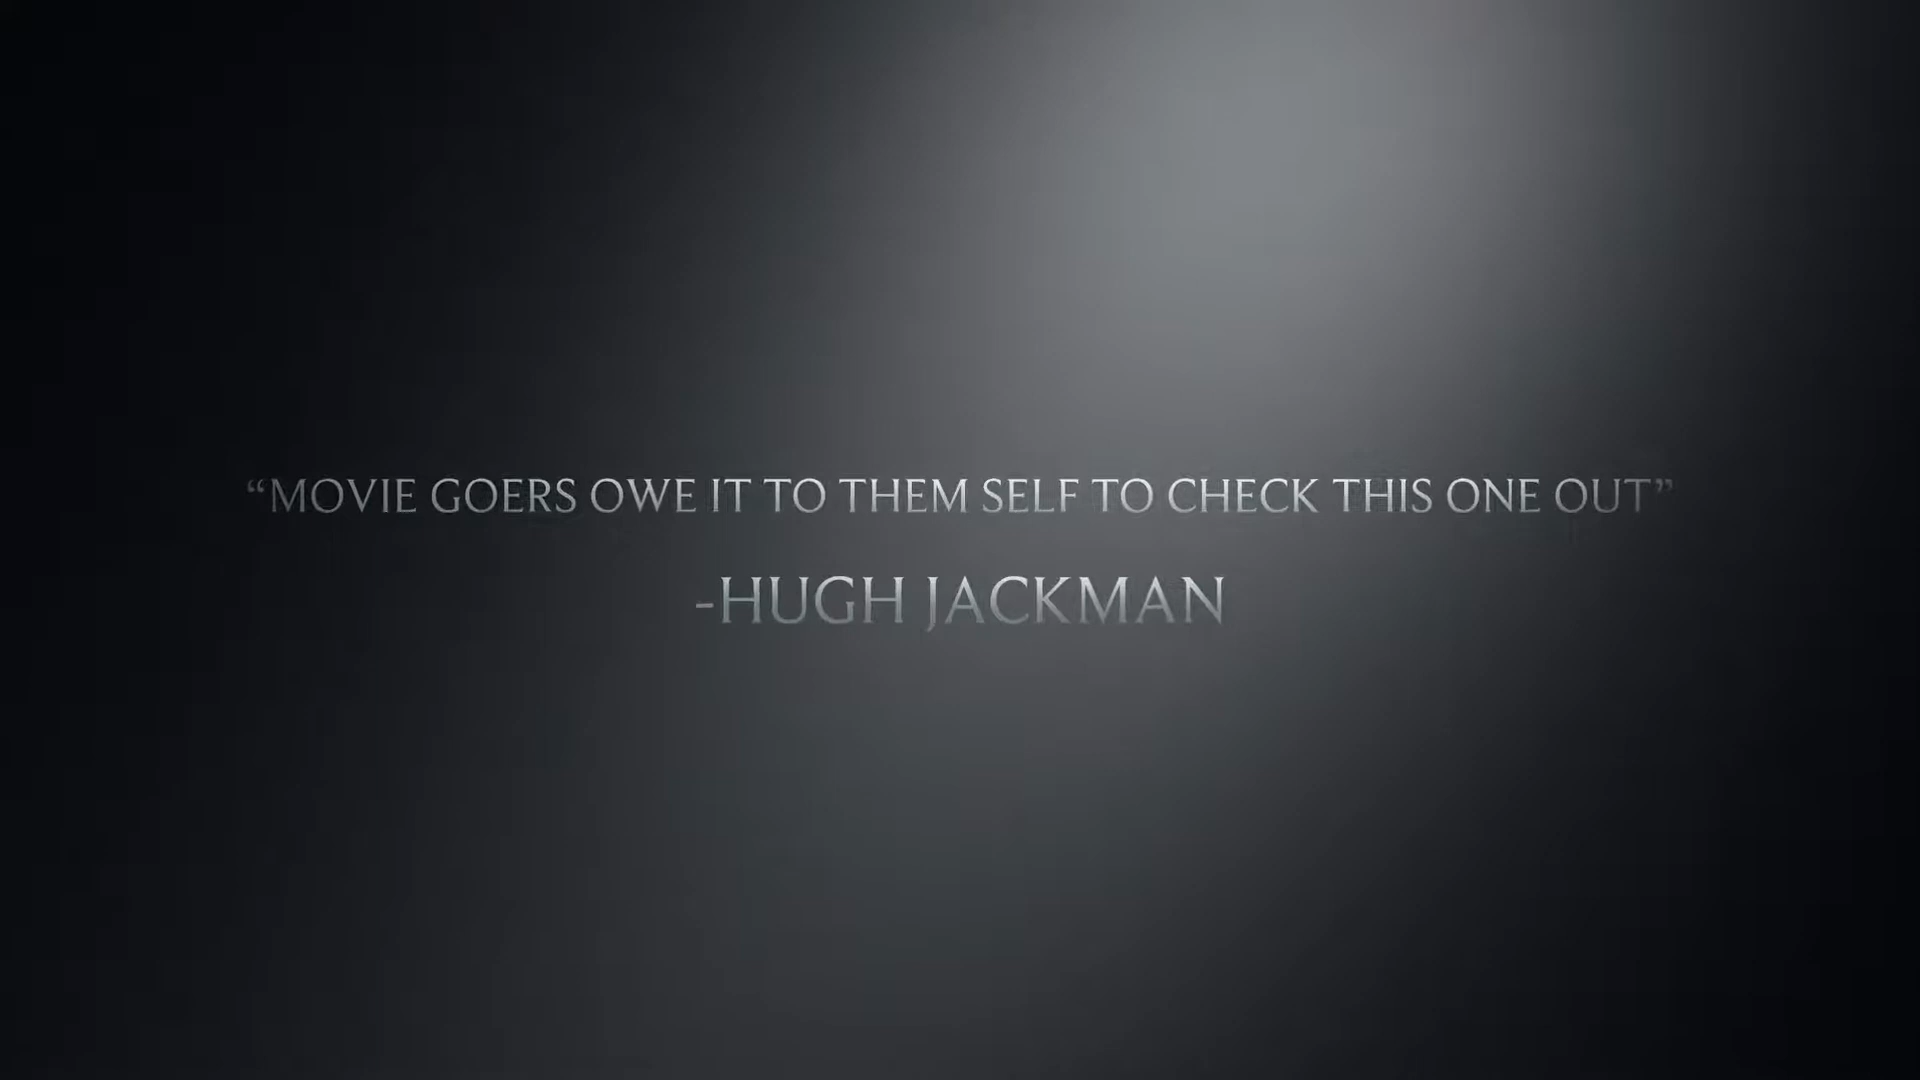 “MOVIE GOERS OWE IT TO THEM SELF TO CHECK THIS ONE OUT”
-HUGH JACKMAN